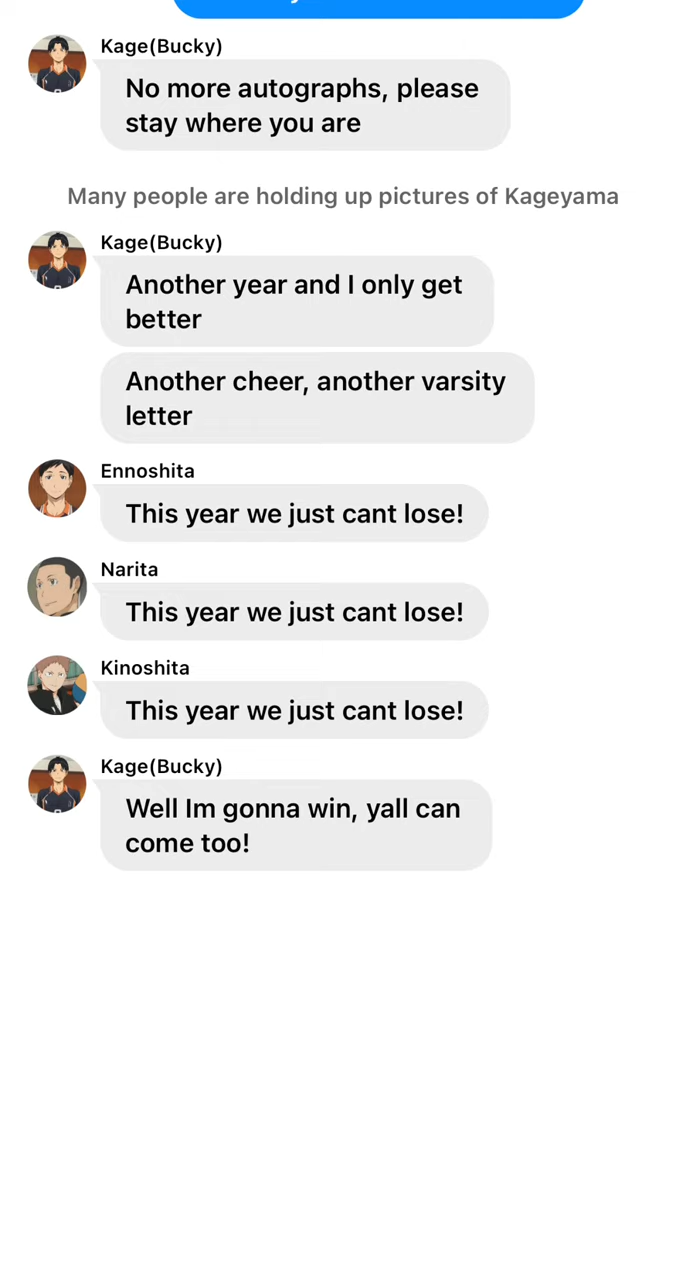 Kage(Bucky)
No more autographs, please
stay where you are
Many people are holding up pictures of Kageyama
Kage(Bucky)
Another year and I only get
better
Another cheer, another varsity
letter
Ennoshita
This year we just cant lose!
Narita
This year we just cant lose!
Kinoshita
This year we just cant lose!
Kage(Bucky)
Well Im gonna win, yall can
come too!